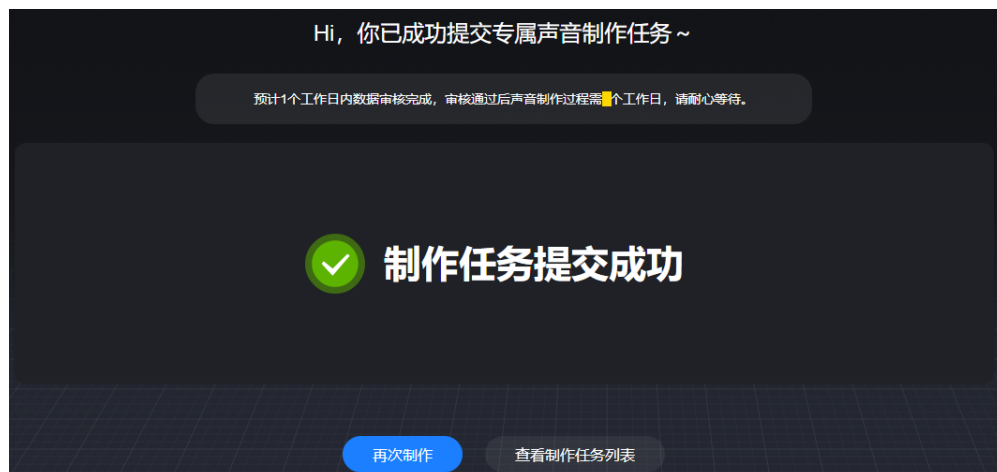 Hi，你已成功提交专属声音制作任务～
预计1个工作日内数据审核完成，审核通过后声音制作过程需个工作日，请耐心等待。
制作任务提交成功
再次制作
查看制作任务列表